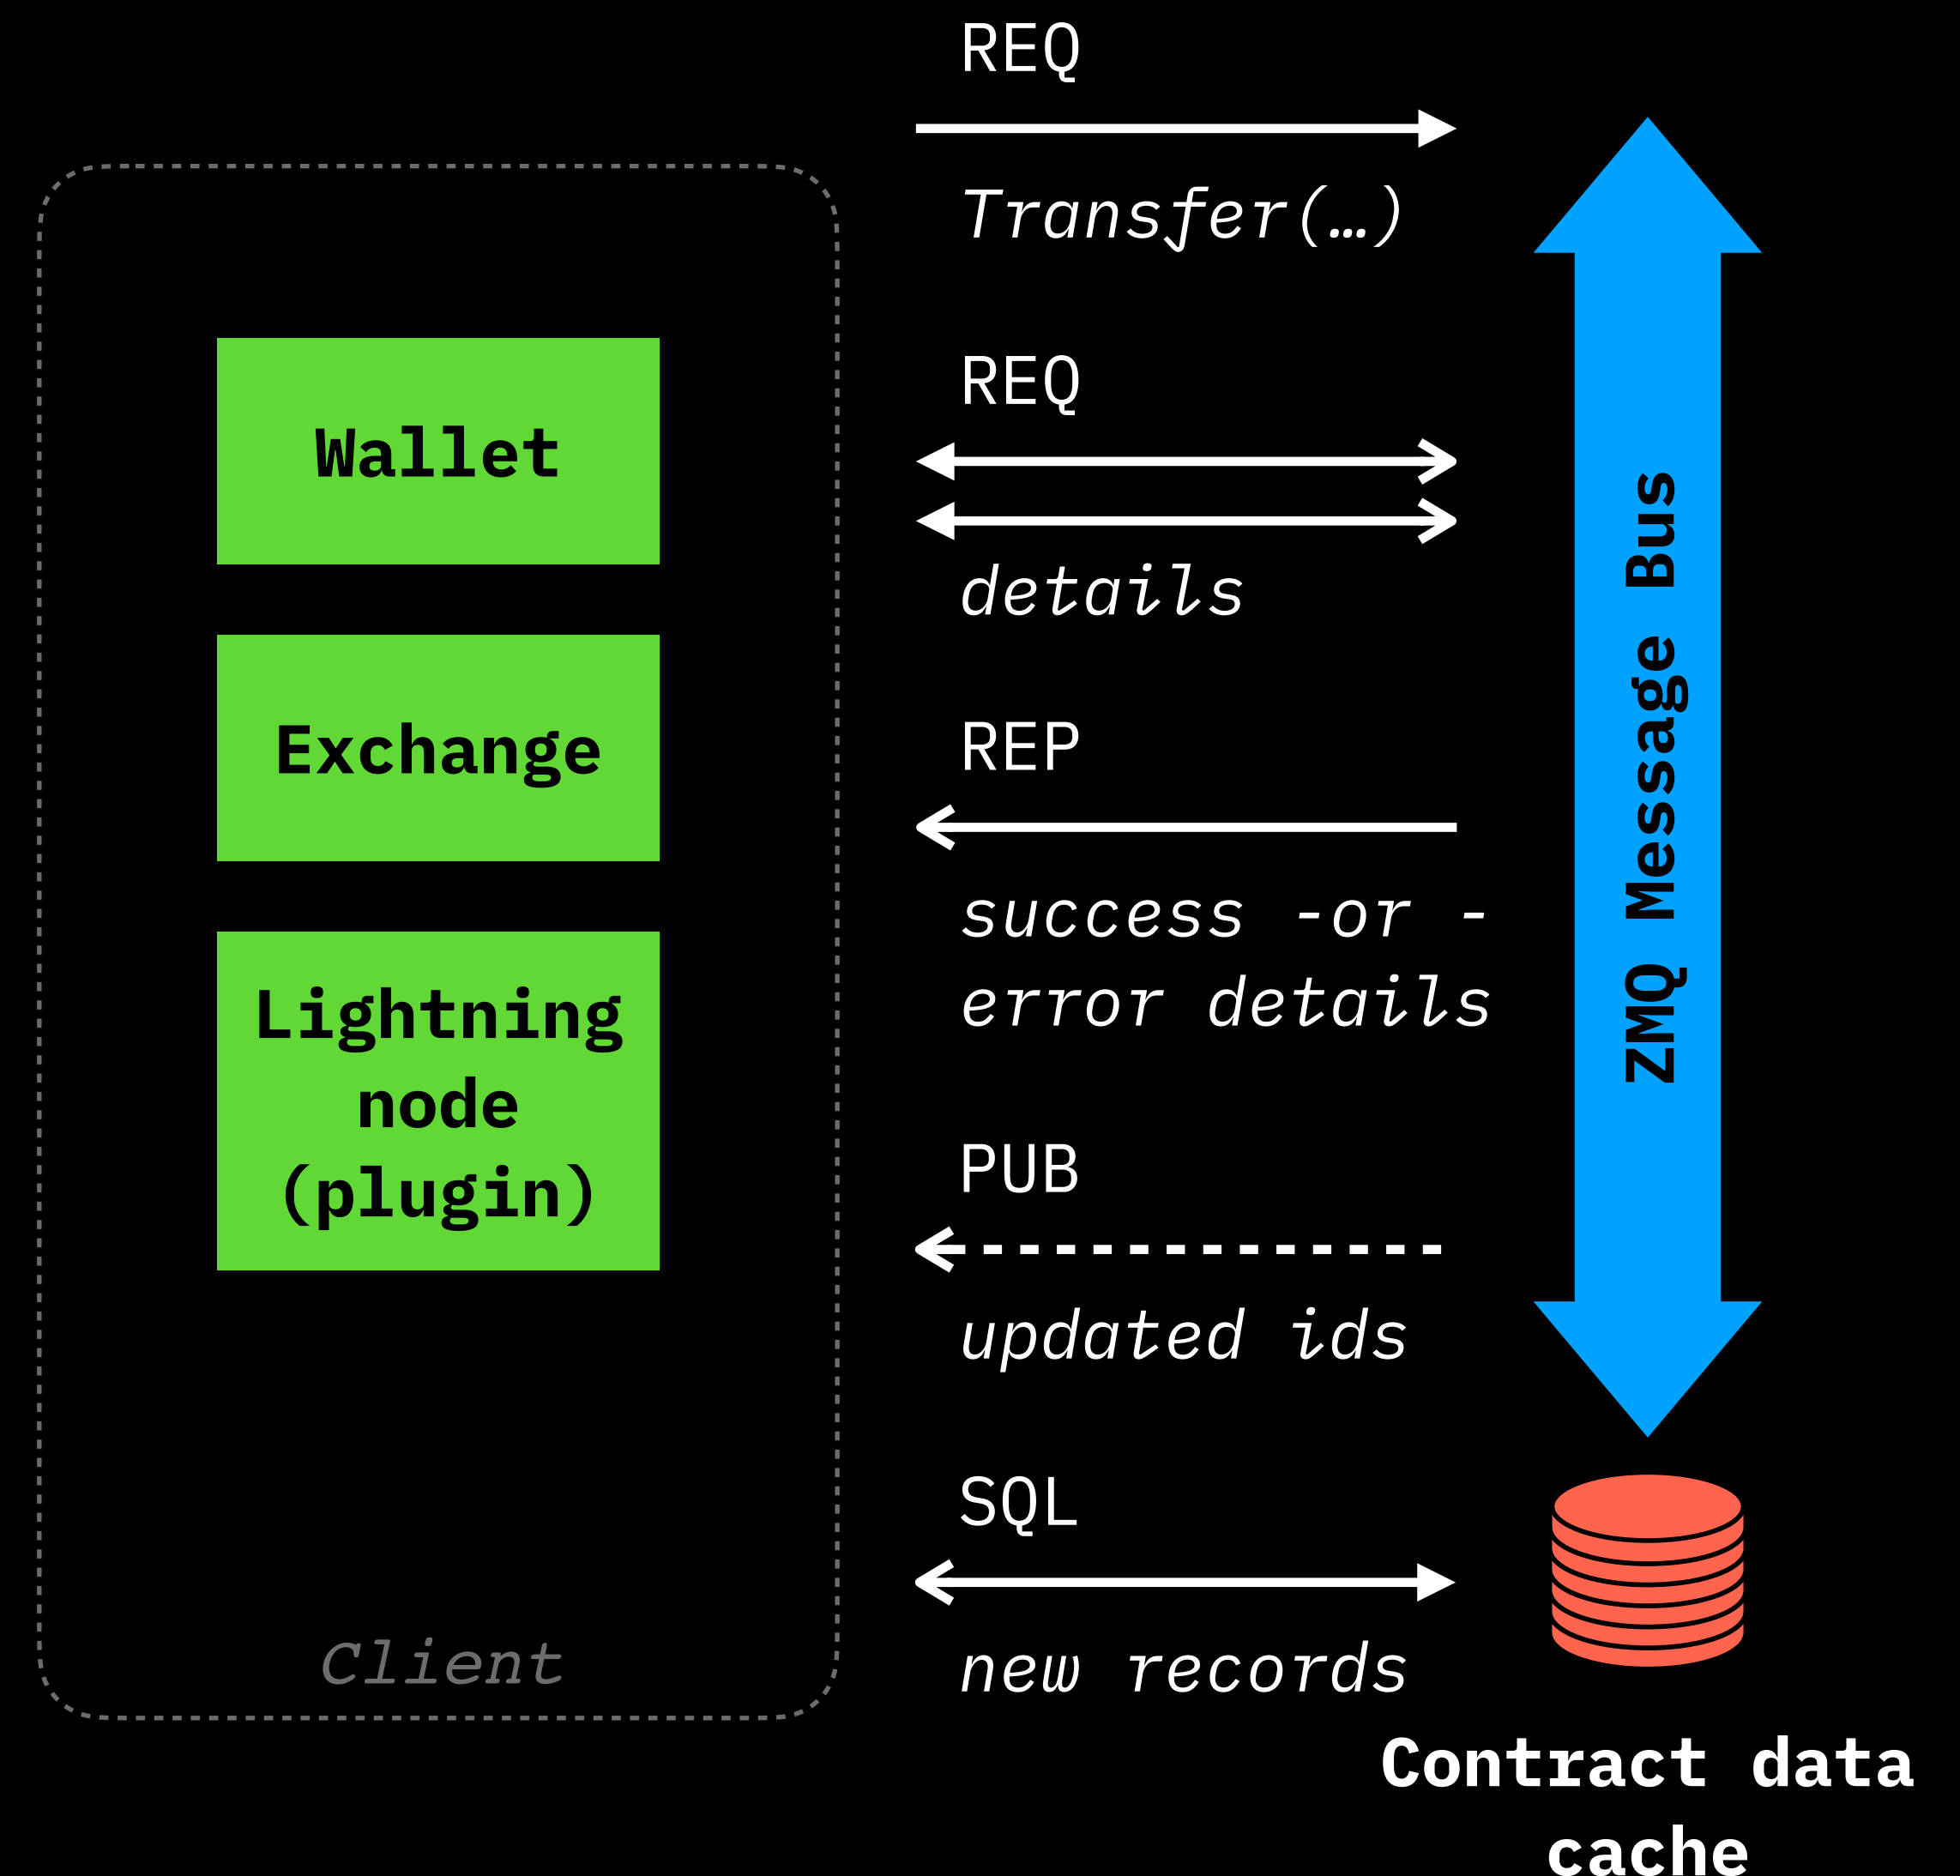 REQ
Transfer(…)
REQ
details
REP
success -or -
error details
PUB
updated ids
SQL
new records
Wallet
Exchange
Lightning
node
(plugin)
Client
ZMQ Message Bus
Contract data
cache